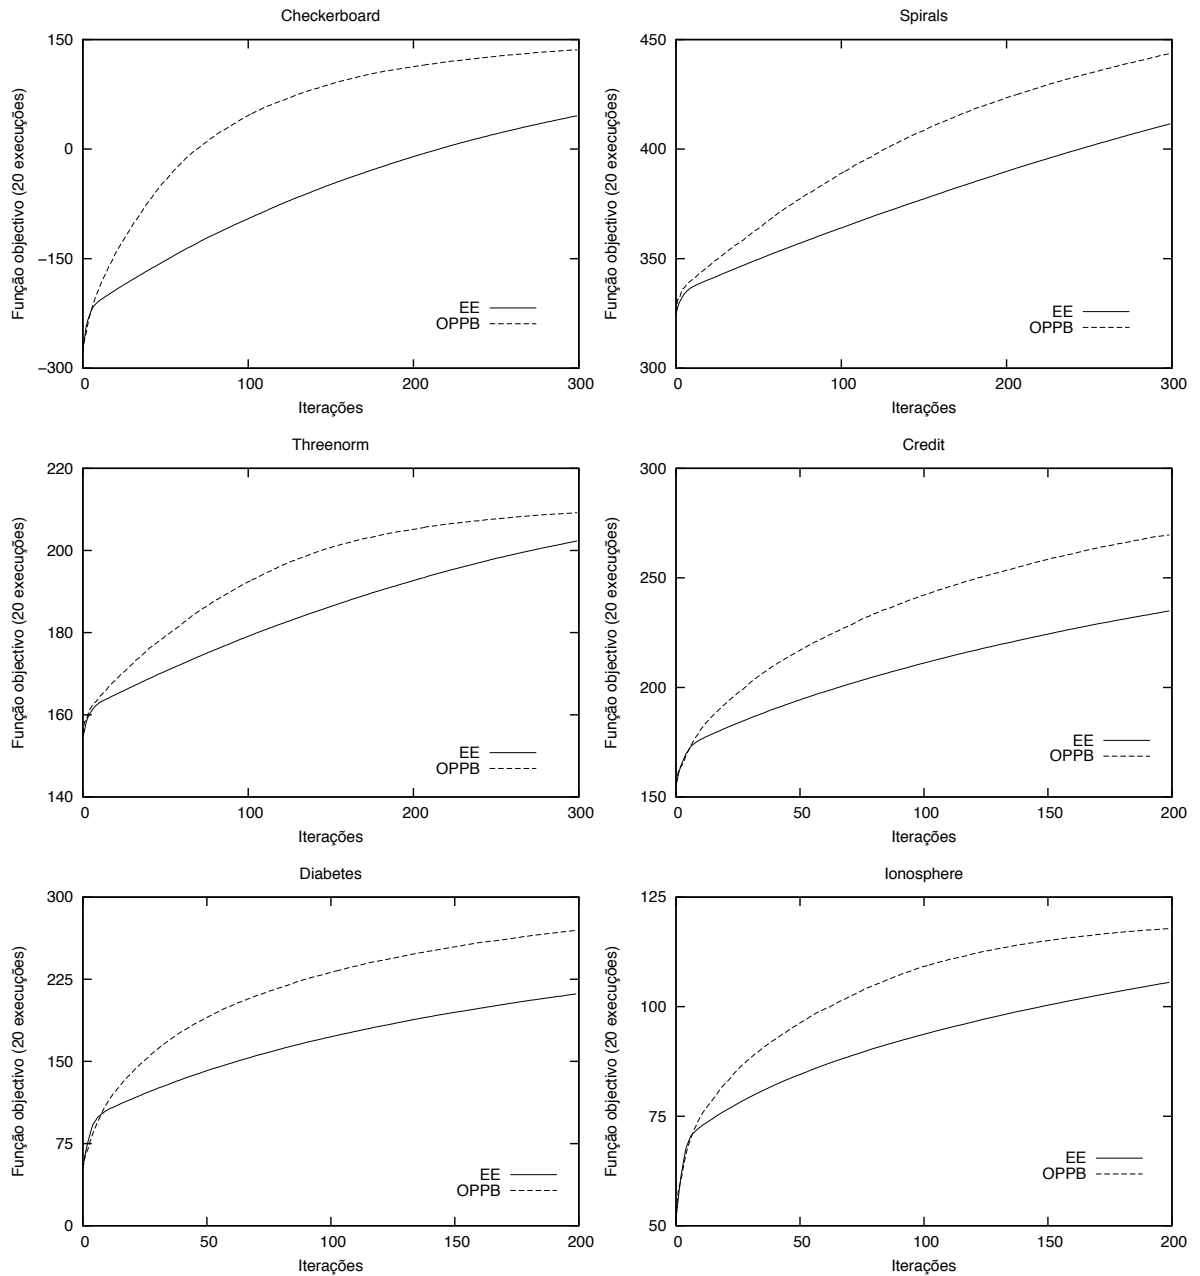 Checkerboard
Função objectivo (20 execuções)
150
0
−150
−300
EE
OPPB
0 100 200 300
Iterações
Spirals
Função objectivo (20 execuções)
450
400
350
300
EE
OPPB
0 100 200 300
Iterações
Threenorm
Função objectivo (20 execuções)
220
200
180
160
140
EE
OPPB
0 100 200 300
Iterações
Credit
Função objectivo (20 execuções)
300
250
200
150
EE
OPPB
0 50 100 150 200
Iterações
Diabetes
Função objectivo (20 execuções)
300
225
150
75
0
EE
OPPB
0 50 100 150 200
Iterações
Ionosphere
Função objectivo (20 execuções)
125
100
75
50
EE
OPPB
0 50 100 150 200
Iterações